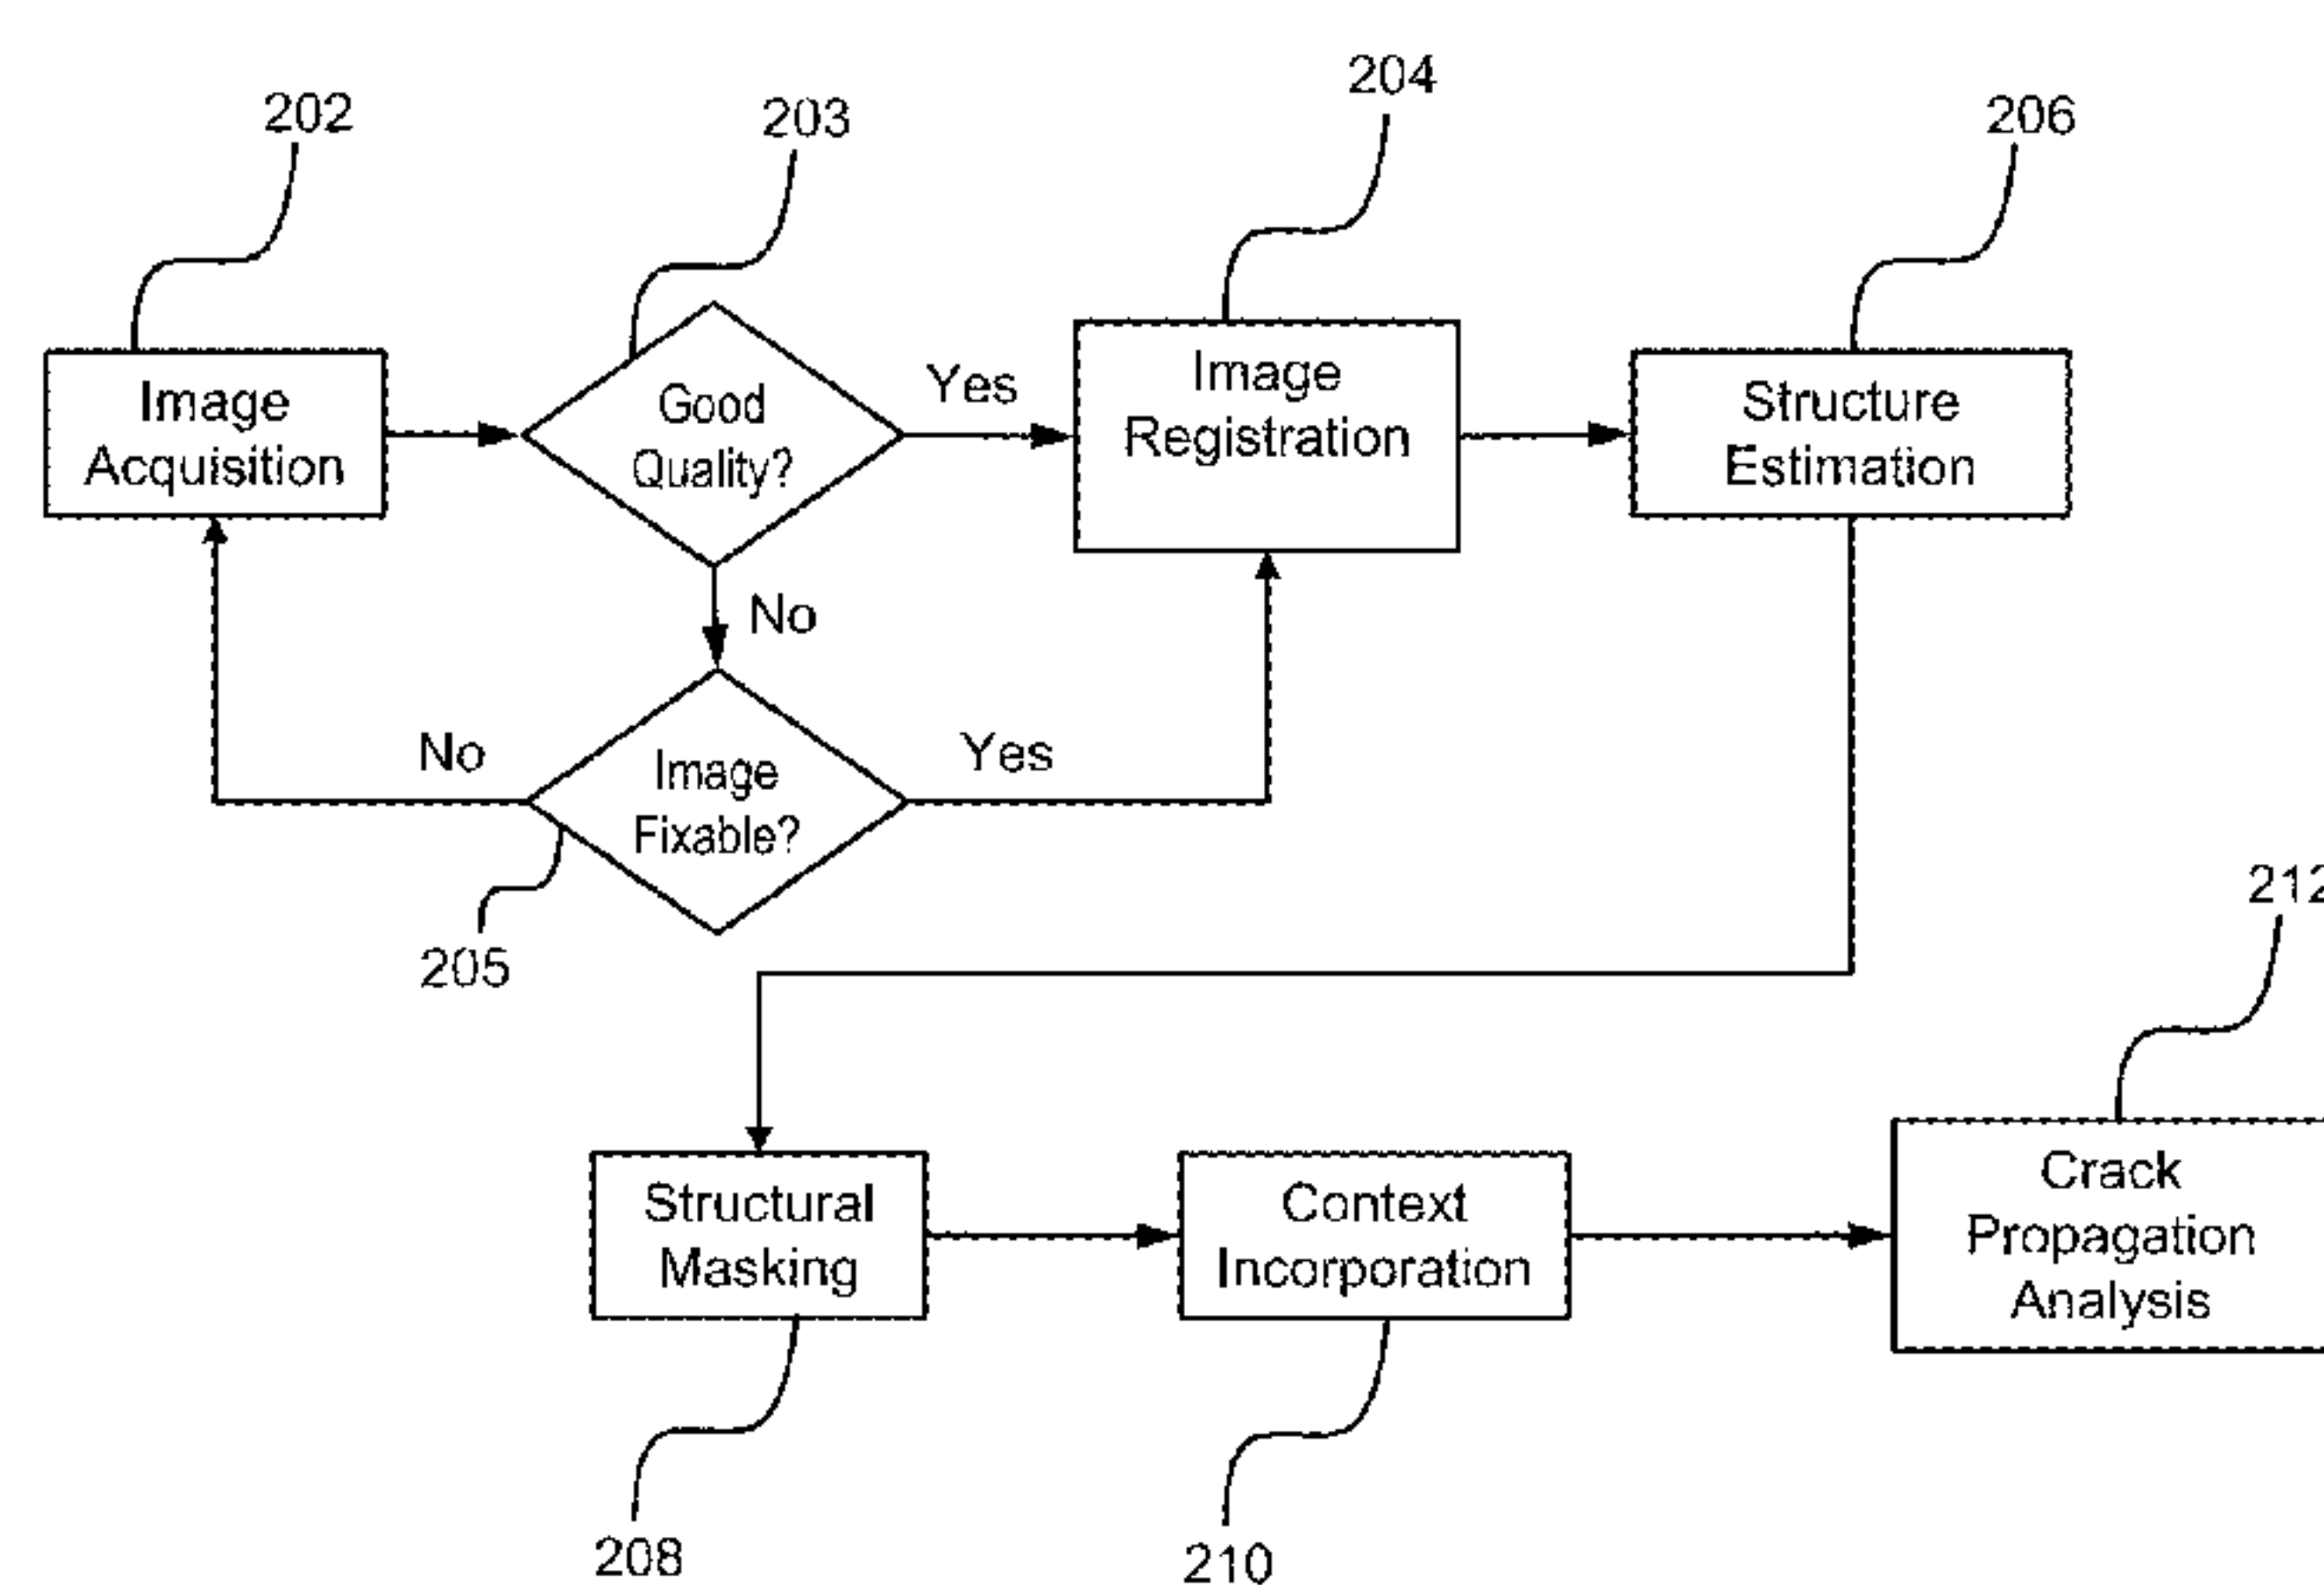 202
203
204
206
Image
Acquisition
Good
Quality?
Yes
Image
Registration
Structure
Estimation
No
No
Image
Fixable?
Yes
205
212
Structural
Masking
Context
Incorporation
Crack
Propagation
Analysis
208
210